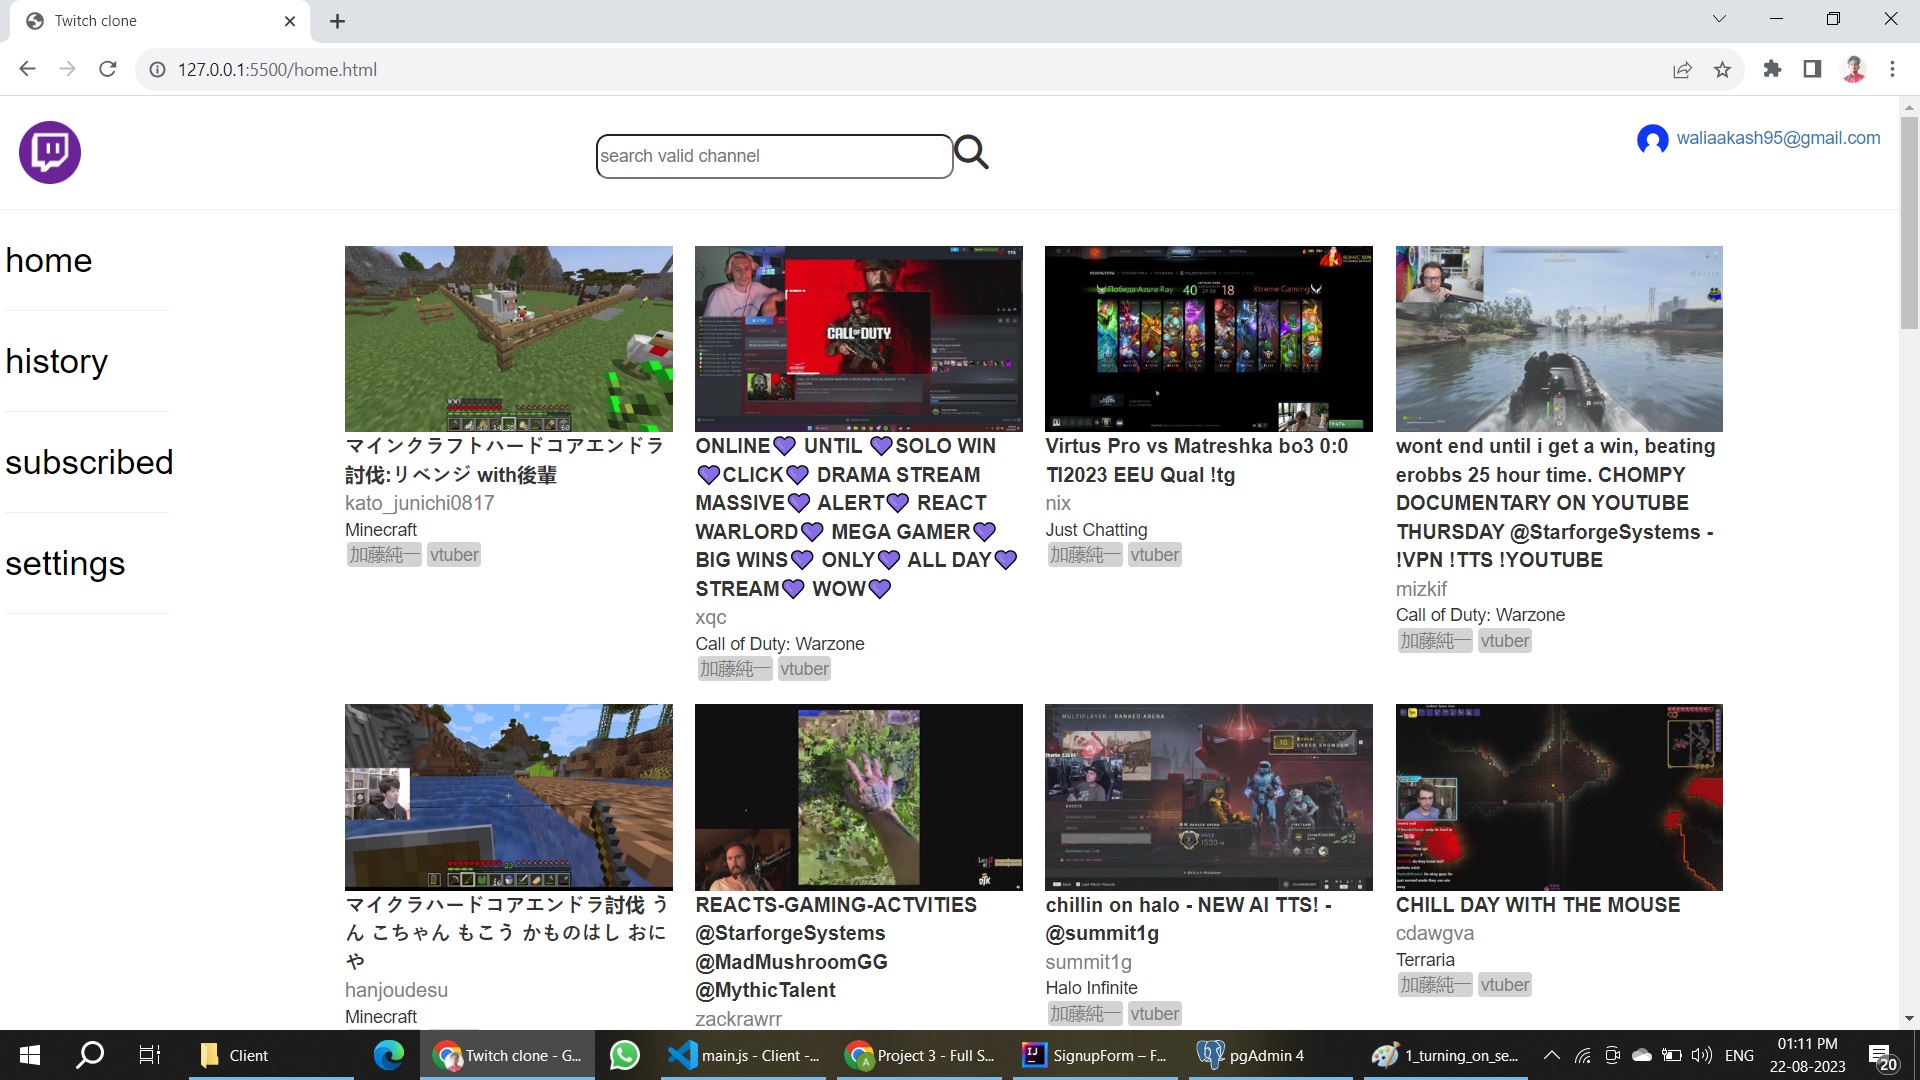 Twitch clone
127.0.0.1:5500/home.html
search valid channel
waliaakash95@gmail.com
home
history
subscribed
settings
CALL OF DUTY
Победа Azure Ray 40 18 Xtreme Gaming
マインクラフトハードコアエンドラ
討伐:リベンジ with後輩
kato_junichi0817
Minecraft
加藤純一 vtuber
ONLINE💜 UNTIL 💜SOLO WIN
💜CLICK💜 DRAMA STREAM
MASSIVE💜 ALERT💜 REACT
WARLORD💜 MEGA GAMER💜
BIG WINS💜 ONLY💜 ALL DAY💜
STREAM💜 WOW💜
xqc
Call of Duty: Warzone
加藤純一 vtuber
Virtus Pro vs Matreshka bo3 0:0
TI2023 EEU Qual !tg
nix
Just Chatting
加藤純一 vtuber
wont end until i get a win, beating
erobbs 25 hour time. CHOMPY
DOCUMENTARY ON YOUTUBE
THURSDAY @StarforgeSystems -
!VPN !TTS !YOUTUBE
mizkif
Call of Duty: Warzone
加藤純一 vtuber
MULTIPLAYER - RANKED ARENA
マイクラハードコアエンドラ討伐 う
ん こちゃん もこう かものはし おに
や
hanjoudesu
Minecraft
REACTS-GAMING-ACTVITIES
@StarforgeSystems
@MadMushroomGG
@MythicTalent
zackrawrr
chillin on halo - NEW AI TTS! -
@summit1g
summit1g
Halo Infinite
加藤純一 vtuber
CHILL DAY WITH THE MOUSE
cdawgva
Terraria
加藤純一 vtuber
Client
Twitch clone - G...
main.js - Client -...
Project 3 - Full S...
SignupForm – F...
pgAdmin 4
1_turning_on_se...
ENG
01:11 PM
22-08-2023
20